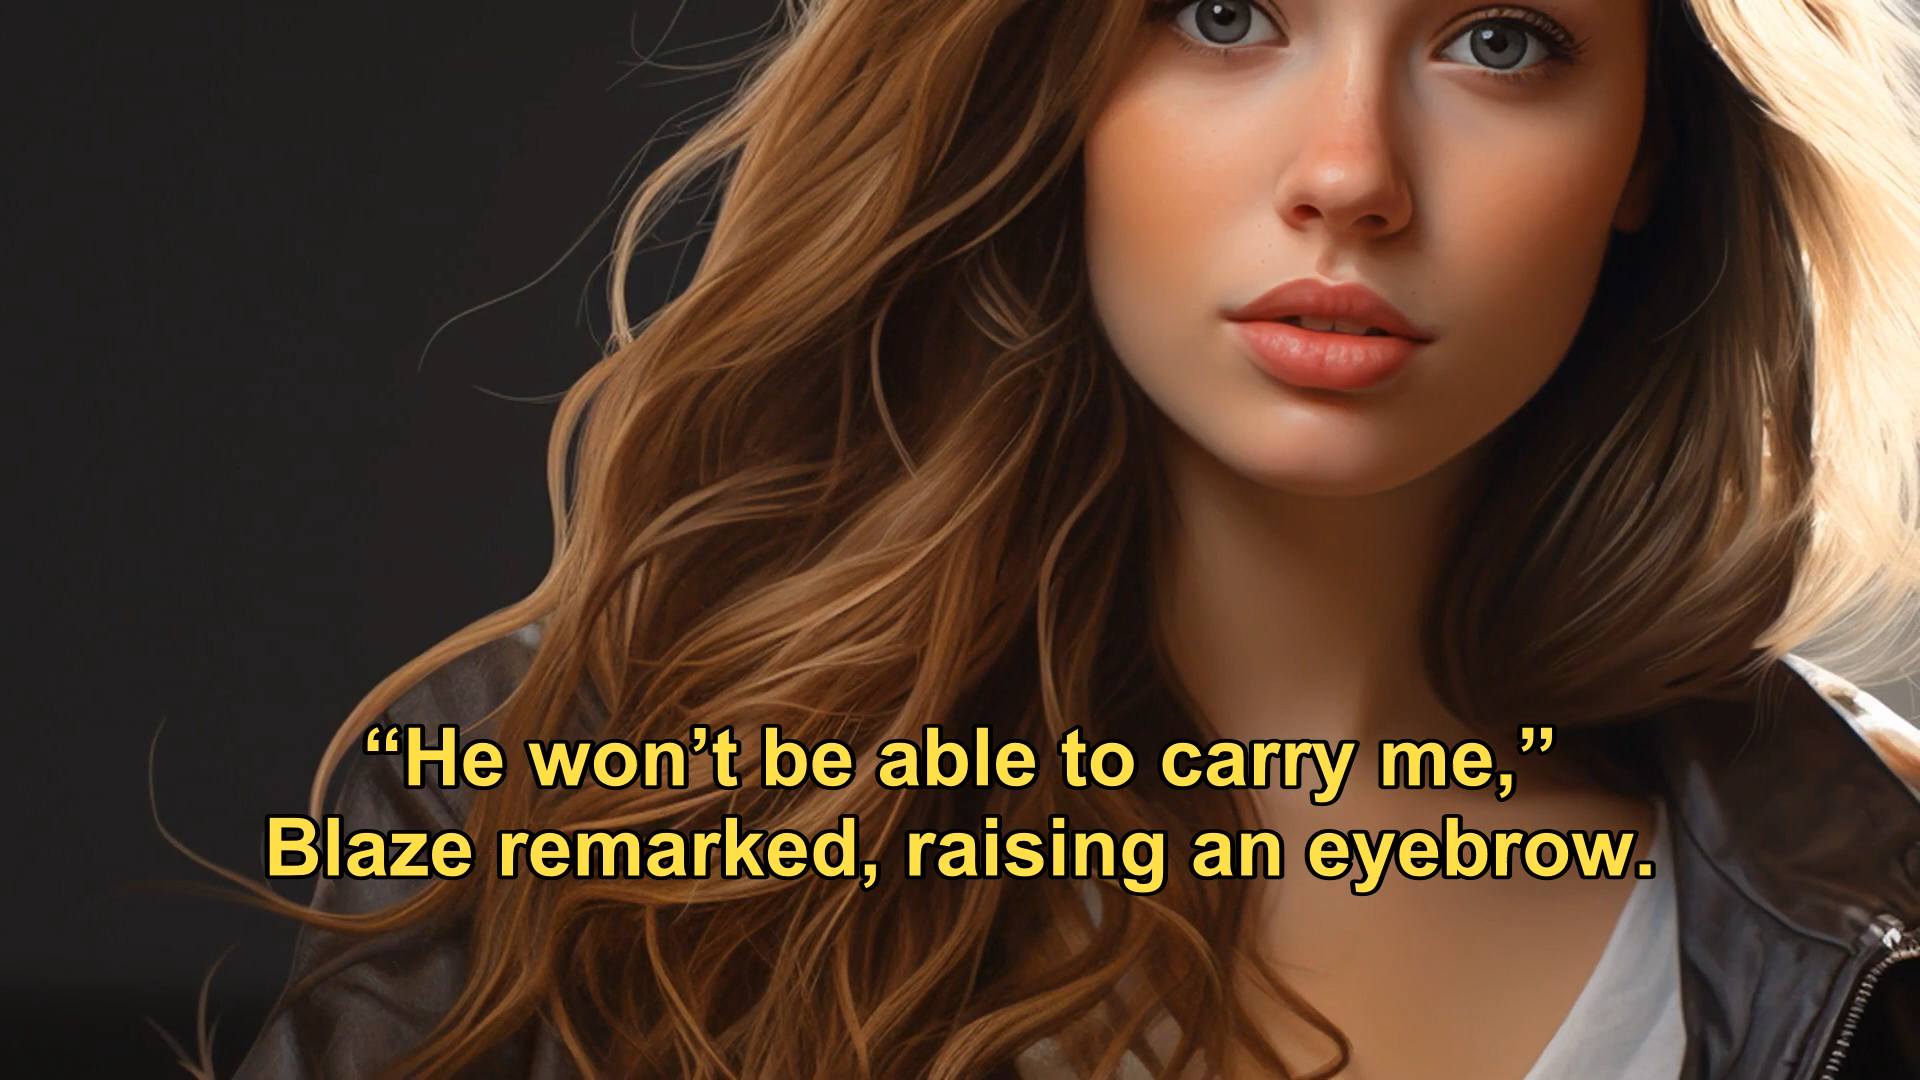 “He won’t be able to carry me,”
Blaze remarked, raising an eyebrow.